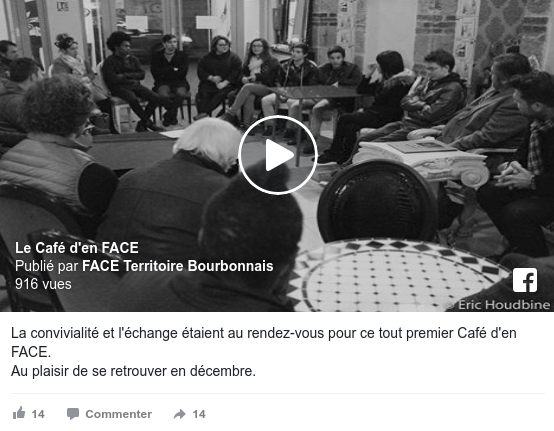 Le Café d'en FACE
Publié par FACE Territoire Bourbonnais
916 vues
© Eric Houdbine
La convivialité et l'échange étaient au rendez-vous pour ce tout premier Café d'en
FACE.
Au plaisir de se retrouver en décembre.
14 Commenter 14